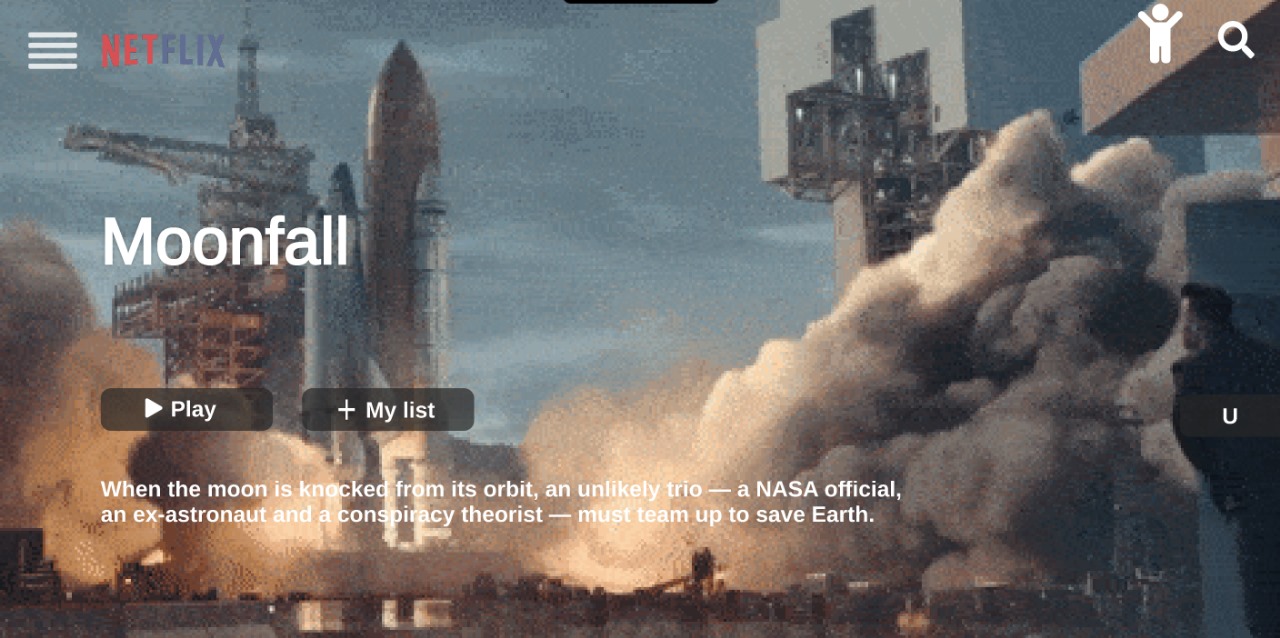 NETFLIX
Moonfall
Play
My list
U
When the moon is knocked from its orbit, an unlikely trio — a NASA official,
an ex-astronaut and a conspiracy theorist — must team up to save Earth.